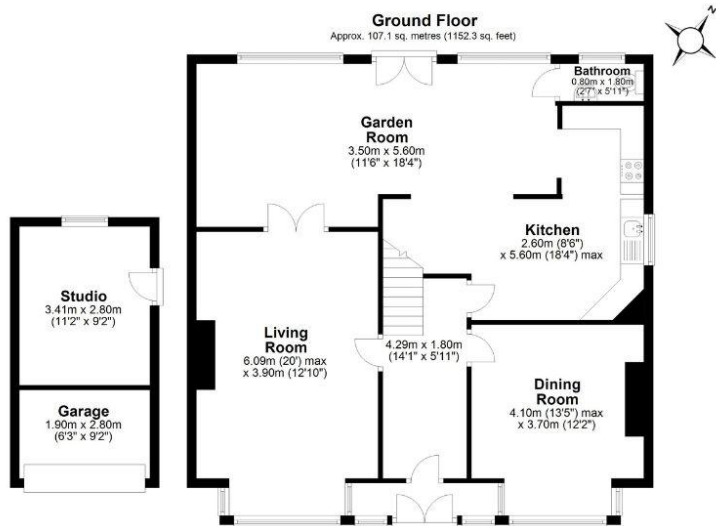 Ground Floor
Approx. 107.1 sq. metres (1152.3 sq. feet)
N
Bathroom
0.80m x 1.80m
(2'7" x 5'11")
Garden
Room
3.50m x 5.60m
(11'6" x 18'4")
Kitchen
2.60m (8'6")
x 5.60m (18'4") max
Studio
3.41m x 2.80m
(11'2" x 9'2")
Living
Room
6.09m (20') max
x 3.90m (12'10")
4.29m x 1.80m
(14'1" x 5'11")
Dining
Room
4.10m (13'5") max
x 3.70m (12'2")
Garage
1.90m x 2.80m
(6'3" x 9'2")